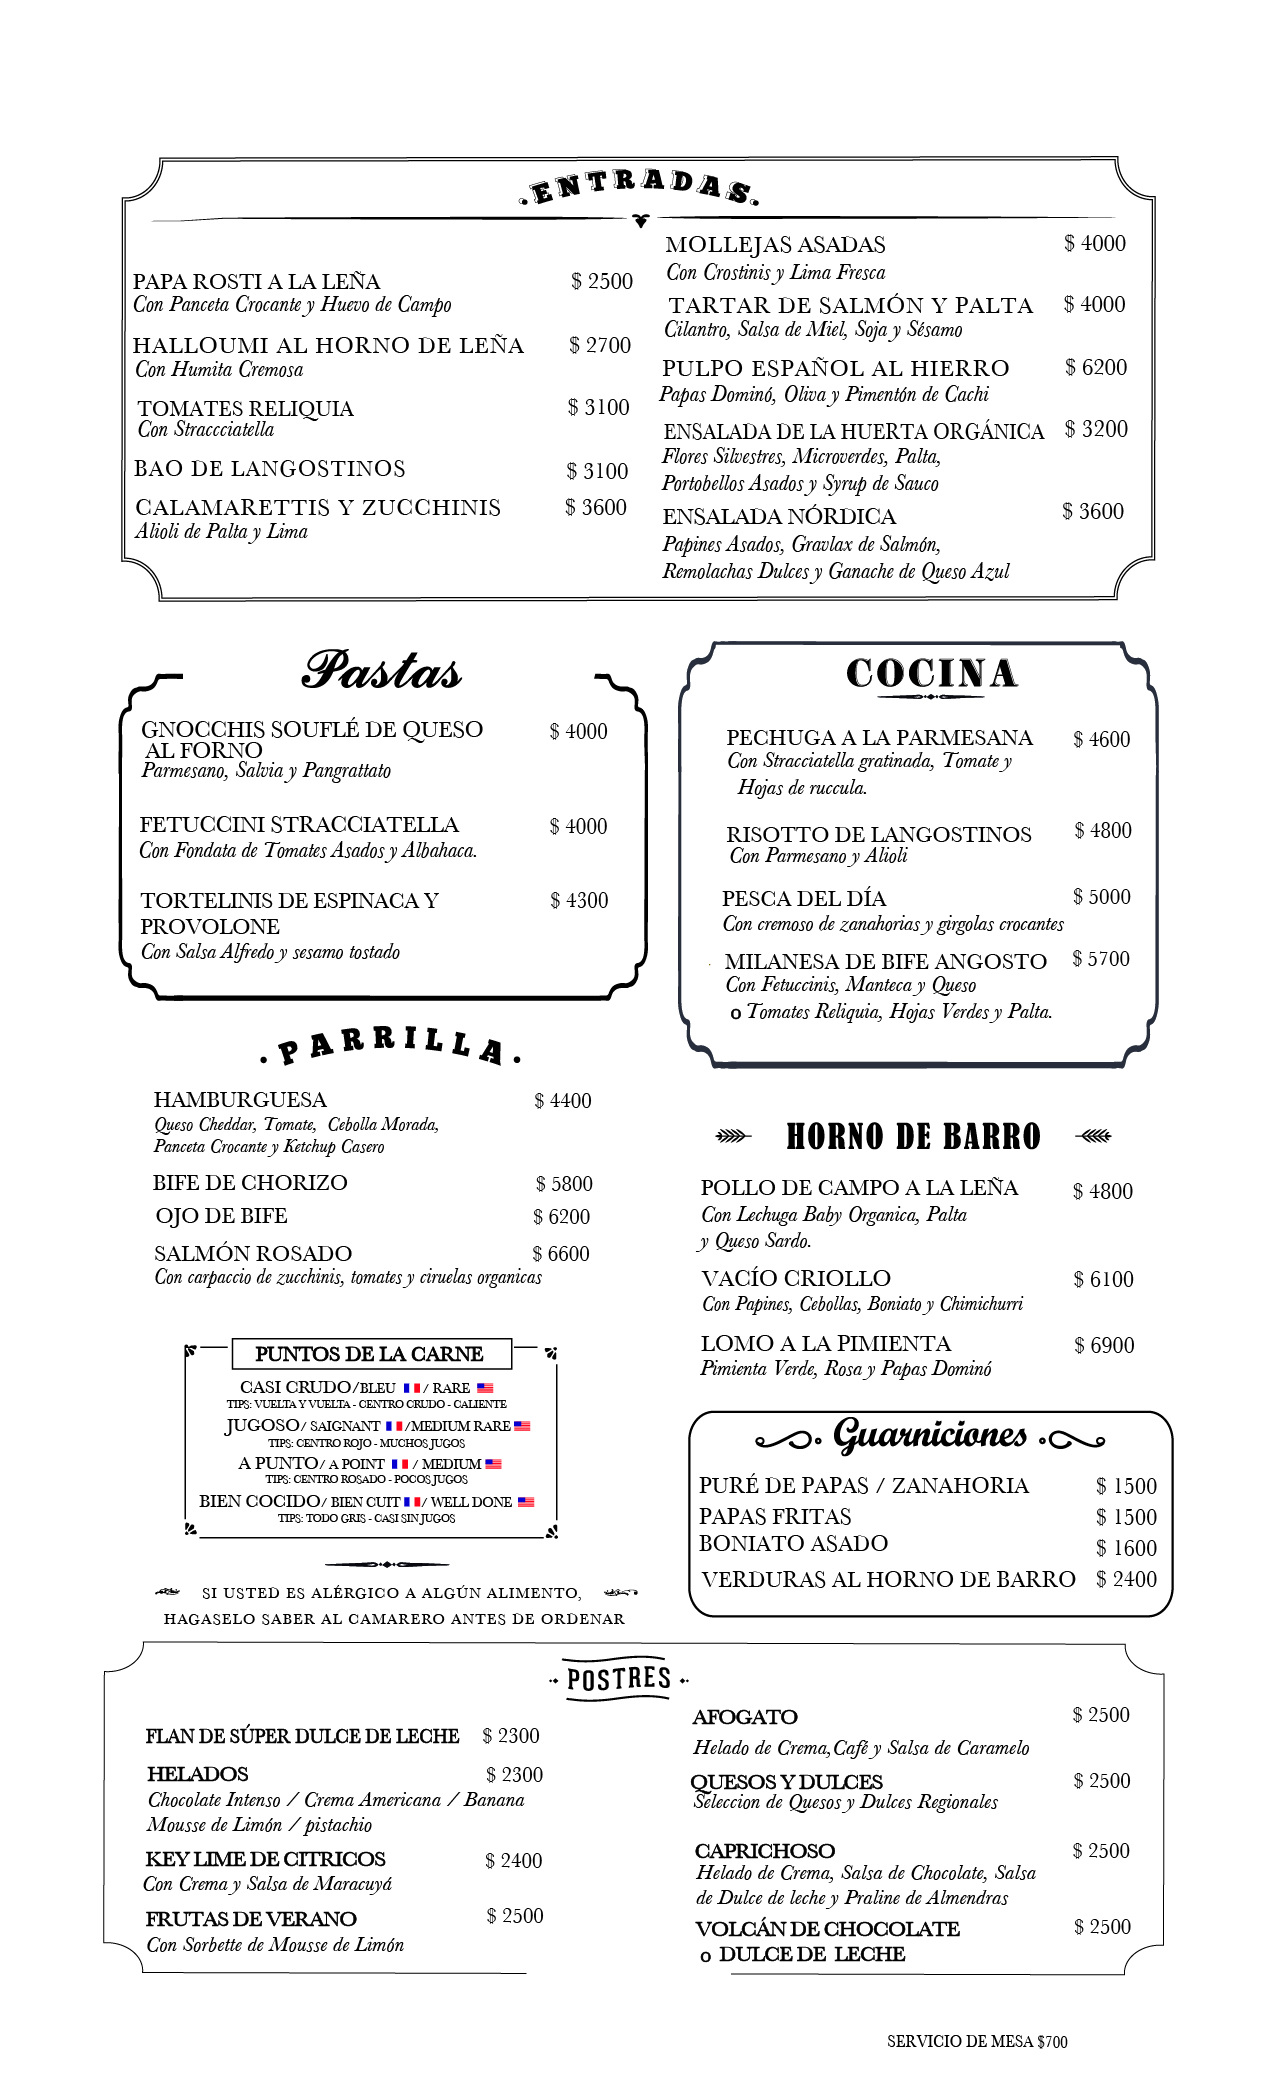 ENTRADAS
PAPA ROSTI A LA LEÑA $ 2500
Con Panceta Crocante y Huevo de Campo
HALLOUMI AL HORNO DE LEÑA $ 2700
Con Humita Cremosa
TOMATES RELIQUIA $ 3100
Con Straccciatella
BAO DE LANGOSTINOS $ 3100
CALAMARETTIS Y ZUCCHINIS $ 3600
Alioli de Palta y Lima
MOLLEJAS ASADAS $ 4000
Con Crostinis y Lima Fresca
TARTAR DE SALMÓN Y PALTA $ 4000
Cilantro, Salsa de Miel, Soja y Sésamo
PULPO ESPAÑOL AL HIERRO $ 6200
Papas Dominó, Oliva y Pimentón de Cachi
ENSALADA DE LA HUERTA ORGÁNICA $ 3200
Flores Silvestres, Microverdes, Palta,
Portobellos Asados y Syrup de Sauco
ENSALADA NÓRDICA $ 3600
Papines Asados, Gravlax de Salmón,
Remolachas Dulces y Ganache de Queso Azul
Pastas
GNOCCHIS SOUFLÉ DE QUESO $ 4000
AL FORNO
Parmesano, Salvia y Pangrattato
FETUCCINI STRACCIATELLA $ 4000
Con Fondata de Tomates Asados y Albahaca.
TORTELINIS DE ESPINACA Y $ 4300
PROVOLONE
Con Salsa Alfredo y sesamo tostado
COCINA
PECHUGA A LA PARMESANA $ 4600
Con Stracciatella gratinada, Tomate y
Hojas de ruccula.
RISOTTO DE LANGOSTINOS $ 4800
Con Parmesano y Alioli
PESCA DEL DÍA $ 5000
Con cremoso de zanahorias y girgolas crocantes
MILANESA DE BIFE ANGOSTO $ 5700
Con Fetuccinis, Manteca y Queso
o Tomates Reliquia, Hojas Verdes y Palta.
PARRILLA
HAMBURGUESA $ 4400
Queso Cheddar, Tomate, Cebolla Morada,
Panceta Crocante y Ketchup Casero
BIFE DE CHORIZO $ 5800
OJO DE BIFE $ 6200
SALMÓN ROSADO $ 6600
Con carpaccio de zucchinis, tomates y ciruelas organicas
HORNO DE BARRO
POLLO DE CAMPO A LA LEÑA $ 4800
Con Lechuga Baby Organica, Palta
y Queso Sardo.
VACÍO CRIOLLO $ 6100
Con Papines, Cebollas, Boniato y Chimichurri
LOMO A LA PIMIENTA $ 6900
Pimienta Verde, Rosa y Papas Dominó
PUNTOS DE LA CARNE
CASI CRUDO/BLEU / RARE
TIPS: VUELTA Y VUELTA - CENTRO CRUDO - CALIENTE
JUGOSO/ SAIGNANT /MEDIUM RARE
TIPS: CENTRO ROJO - MUCHOS JUGOS
A PUNTO/ A POINT / MEDIUM
TIPS: CENTRO ROSADO - POCOS JUGOS
BIEN COCIDO/ BIEN CUIT / WELL DONE
TIPS: TODO GRIS - CASI SIN JUGOS
SI USTED ES ALÉRGICO A ALGÚN ALIMENTO,
HAGASELO SABER AL CAMARERO ANTES DE ORDENAR
Guarniciones
PURÉ DE PAPAS / ZANAHORIA $ 1500
PAPAS FRITAS $ 1500
BONIATO ASADO $ 1600
VERDURAS AL HORNO DE BARRO $ 2400
POSTRES
FLAN DE SÚPER DULCE DE LECHE $ 2300
HELADOS $ 2300
Chocolate Intenso / Crema Americana / Banana
Mousse de Limón / pistachio
KEY LIME DE CITRICOS $ 2400
Con Crema y Salsa de Maracuyá
FRUTAS DE VERANO $ 2500
Con Sorbette de Mousse de Limón
AFOGATO $ 2500
Helado de Crema, Café y Salsa de Caramelo
QUESOS Y DULCES $ 2500
Seleccion de Quesos y Dulces Regionales
CAPRICHOSO $ 2500
Helado de Crema, Salsa de Chocolate, Salsa
de Dulce de leche y Praline de Almendras
VOLCÁN DE CHOCOLATE $ 2500
o DULCE DE LECHE
SERVICIO DE MESA $700